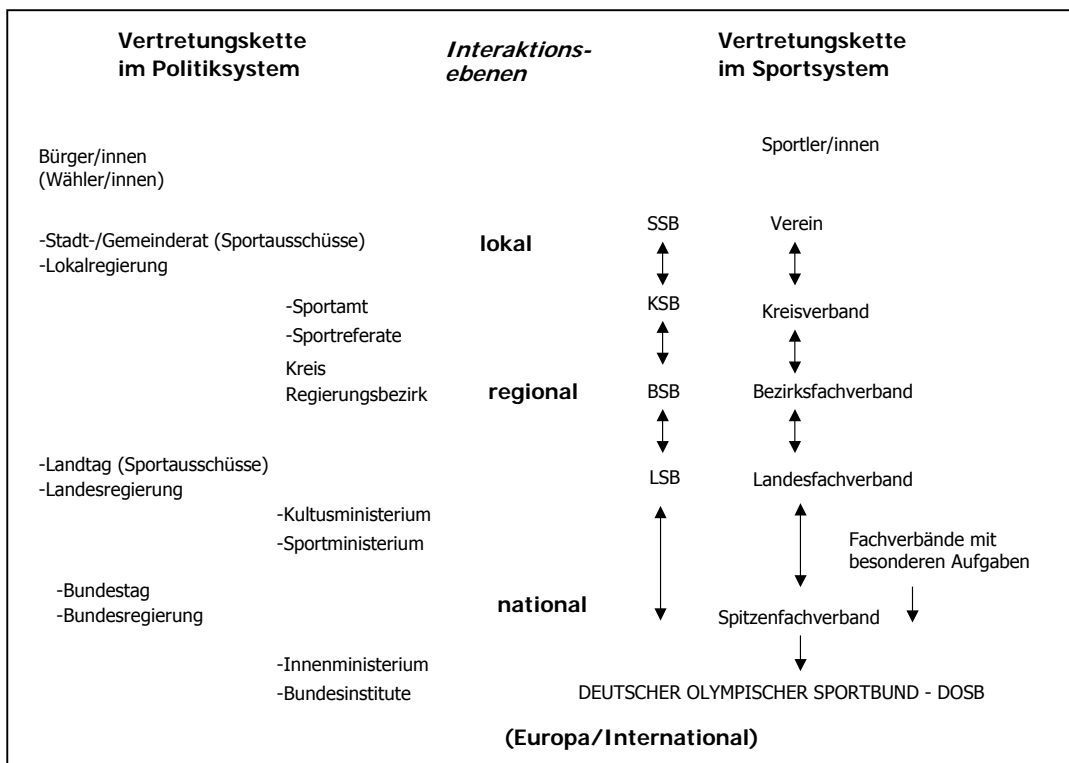 Vertretungskette
im Politiksystem
Interaktions-
ebenen
Vertretungskette
im Sportsystem
Bürger/innen
(Wähler/innen)
Sportler/innen
-Stadt-/Gemeinderat (Sportausschüsse)
-Lokalregierung
lokal
SSB
Verein
-Sportamt
-Sportreferate
KSB
Kreisverband
Kreis
Regierungsbezirk
regional
BSB
Bezirksfachverband
-Landtag (Sportausschüsse)
-Landesregierung
LSB
Landesfachverband
-Kultusministerium
-Sportministerium
Fachverbände mit
besonderen Aufgaben
-Bundestag
-Bundesregierung
national
Spitzenfachverband
-Innenministerium
-Bundesinstitute
DEUTSCHER OLYMPISCHER SPORTBUND - DOSB
(Europa/International)